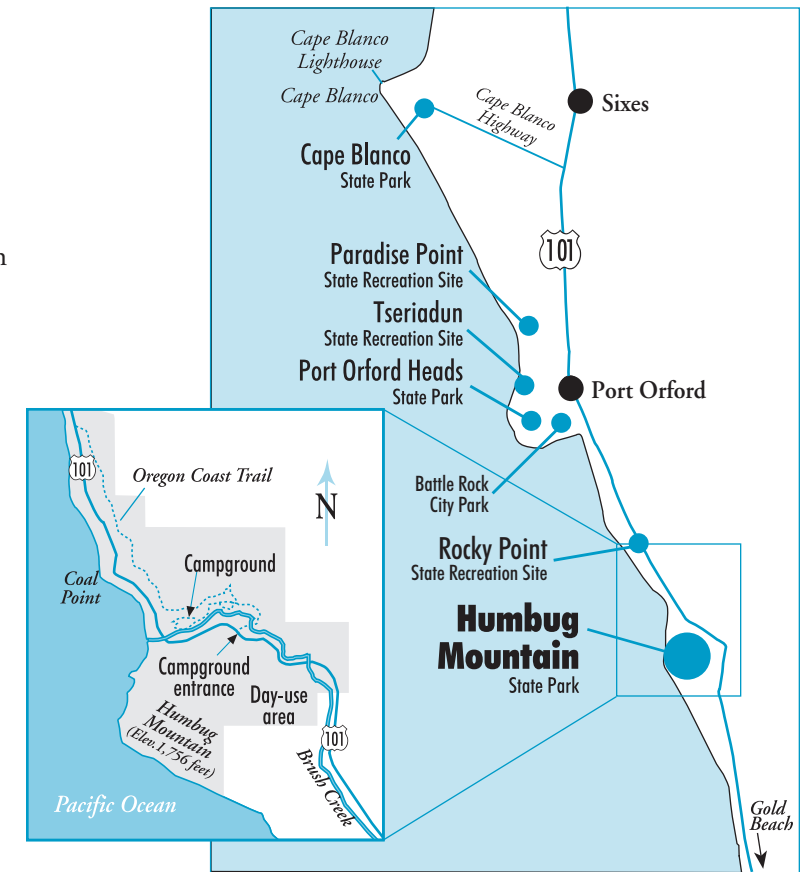 Cape Blanco
Lighthouse
Cape Blanco
Cape Blanco
Highway
Sixes
Cape Blanco
State Park
n
101
Paradise Point
State Recreation Site
Tseriadun
State Recreation Site
Port Orford Heads
State Park
Port Orford
Battle Rock
City Park
Rocky Point
State Recreation Site
Humbug
Mountain
State Park
Gold
Beach
101
Oregon Coast Trail
N
Coal
Point
Campground
Campground
entrance
Day-use
area
Humbug
Mountain
(Elev.1,756 feet)
101
Brush Creek
Pacific Ocean